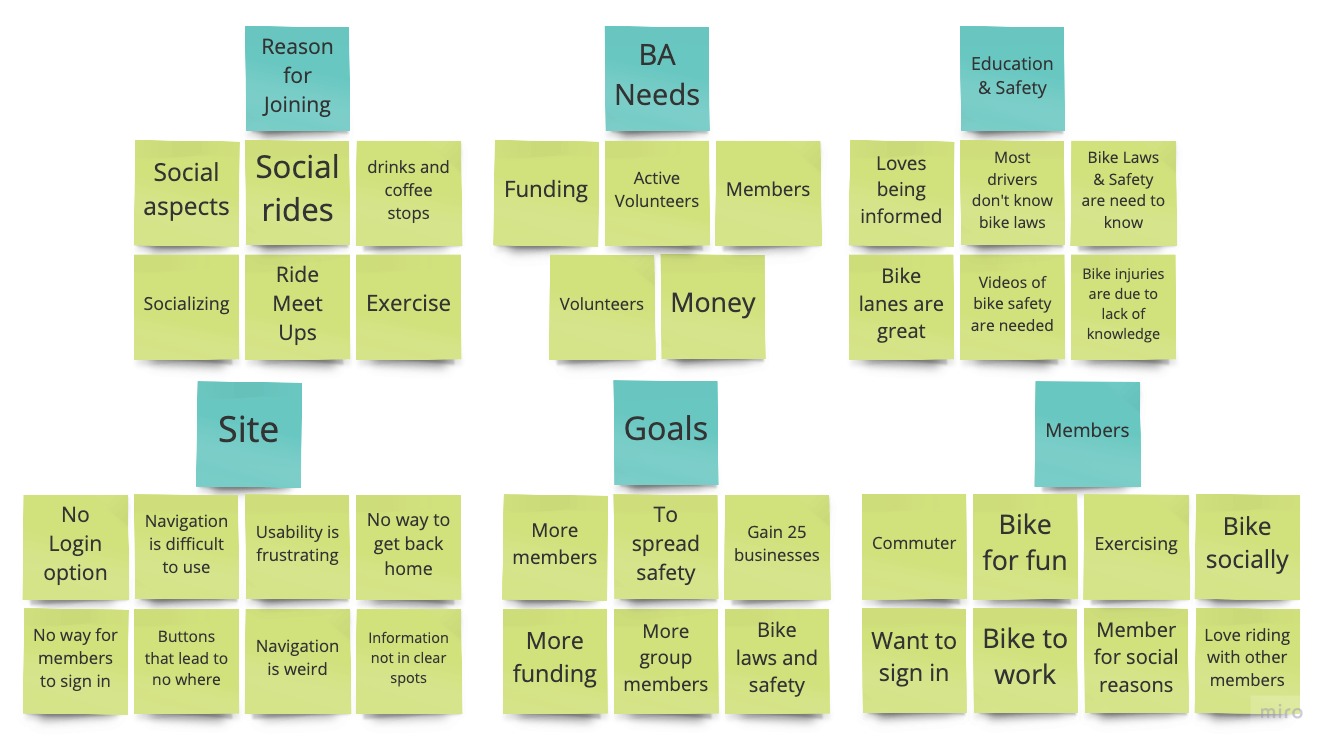 Reason
for
Joining
Social
aspects
Social
rides
drinks and
coffee
stops
Socializing
Ride
Meet
Ups
Exercise
BA
Needs
Funding
Active
Volunteers
Members
Volunteers
Money
Education
& Safety
Loves
being
informed
Most
drivers
don't know
bike laws
Bike Laws
& Safety
are need to
know
Bike
lanes are
great
Videos of
bike safety
are needed
Bike injuries
are due to
lack of
knowledge
Site
No
Login
option
Navigation
is difficult
to use
Usability is
frustrating
No way to
get back
home
No way for
members
to sign in
Buttons
that lead to
no where
Navigation
is weird
Information
not in clear
spots
Goals
More
members
To
spread
safety
Gain 25
businesses
More
funding
More
group
members
Bike
laws and
safety
Members
Commuter
Bike
for fun
Exercising
Bike
socially
Want to
sign in
Bike to
work
Member
for social
reasons
Love riding
with other
members
miro